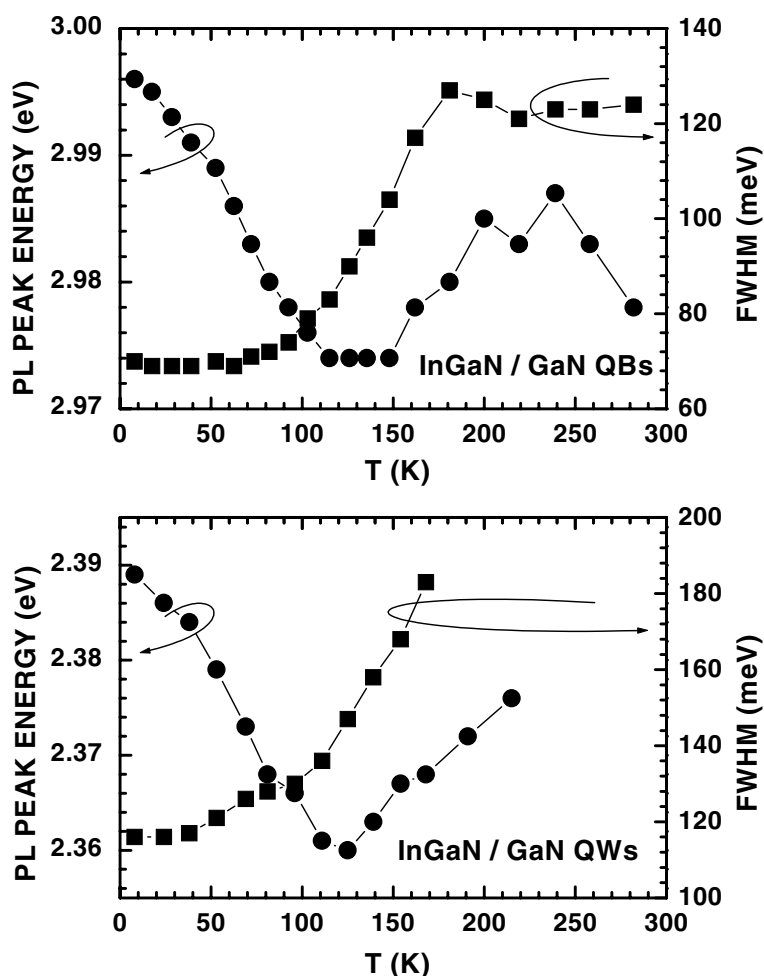 3.00
2.99
2.98
2.97
PL PEAK ENERGY (eV)
140
120
100
80
60
FWHM (meV)
InGaN / GaN QBs
0 50 100 150 200 250 300
T (K)
2.39
2.38
2.37
2.36
PL PEAK ENERGY (eV)
200
180
160
140
120
100
FWHM (meV)
InGaN / GaN QWs
0 50 100 150 200 250 300
T (K)